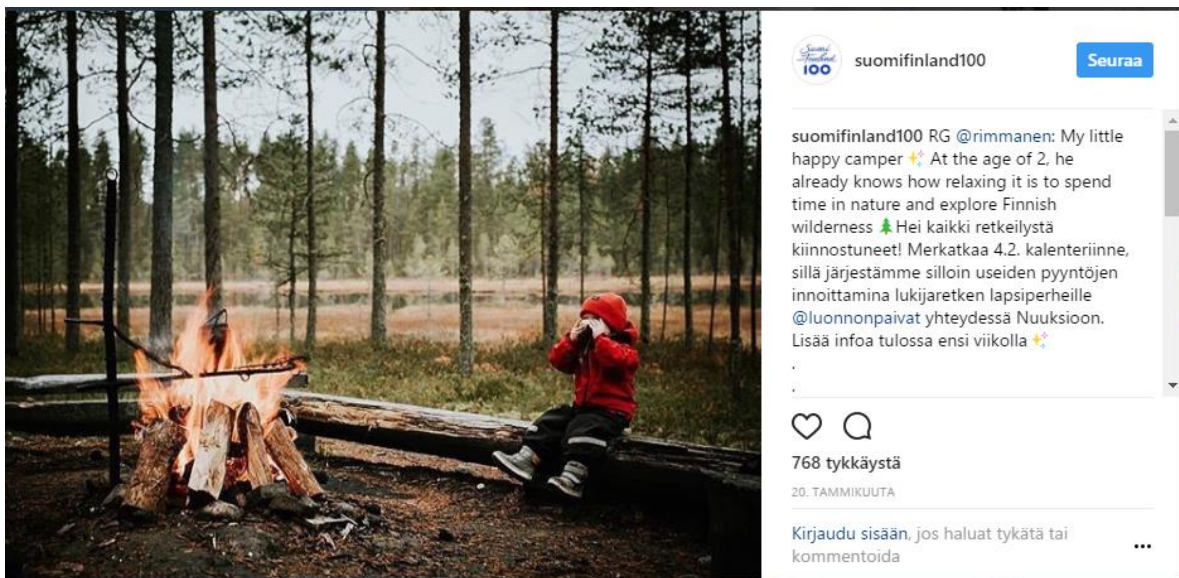 Suomi
Finland
100
suomifinland100
Seuraa
suomifinland100 RG @rimmanen: My little
happy camper ✨ At the age of 2, he
already knows how relaxing it is to spend
time in nature and explore Finnish
wilderness 🌲Hei kaikki retkeilystä
kiinnostuneet! Merkatkaa 4.2. kalenteriinne,
sillä järjestämme silloin useiden pyyntöjen
innoittamina lukijaretken lapsiperheille
@luonnonpaivat yhteydessä Nuuksioon.
Lisää infoa tulossa ensi viikolla ✨
.
.
768 tykkäystä
20. TAMMIKUUTA
Kirjaudu sisään, jos haluat tykätä tai
kommentoida